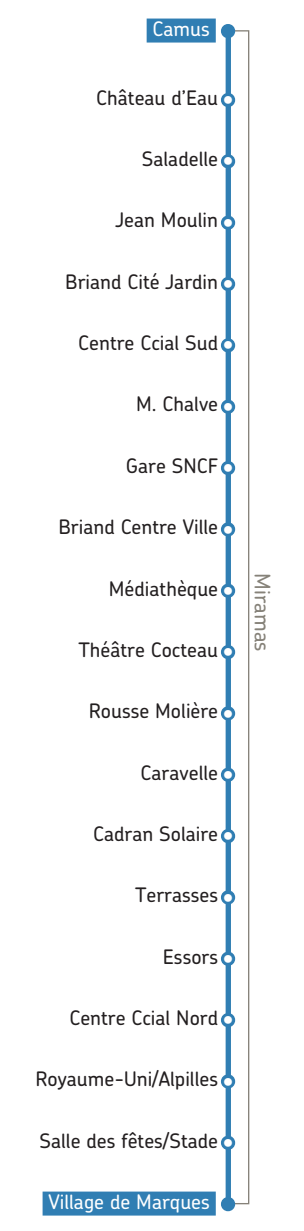 Camus
Château d'Eau
Saladelle
Jean Moulin
Briand Cité Jardin
Centre Ccial Sud
M. Chalve
Gare SNCF
Briand Centre Ville
Médiathèque
Miramas
Théâtre Cocteau
Rousse Molière
Caravelle
Cadran Solaire
Terrasses
Essors
Centre Ccial Nord
Royaume-Uni/Alpilles
Salle des fêtes/Stade
Village de Marques